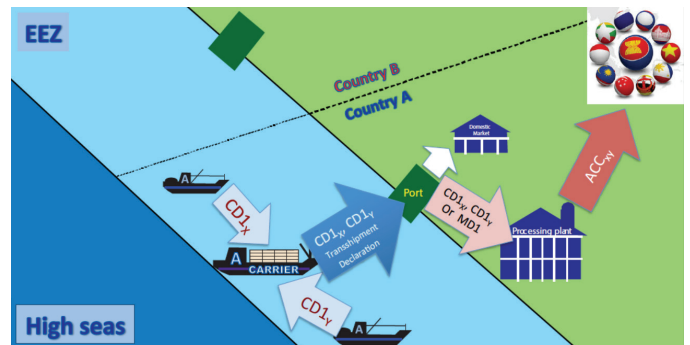 EEZ
Country B
Country A
Domestic
Market
A
CD1X
Port
CD1X, CD1Y
Or MD1
ACCXY
CD1X, CD1Y
Transshipment
Declaration
Processing plant
A
CARRIER
CD1Y
A
High seas